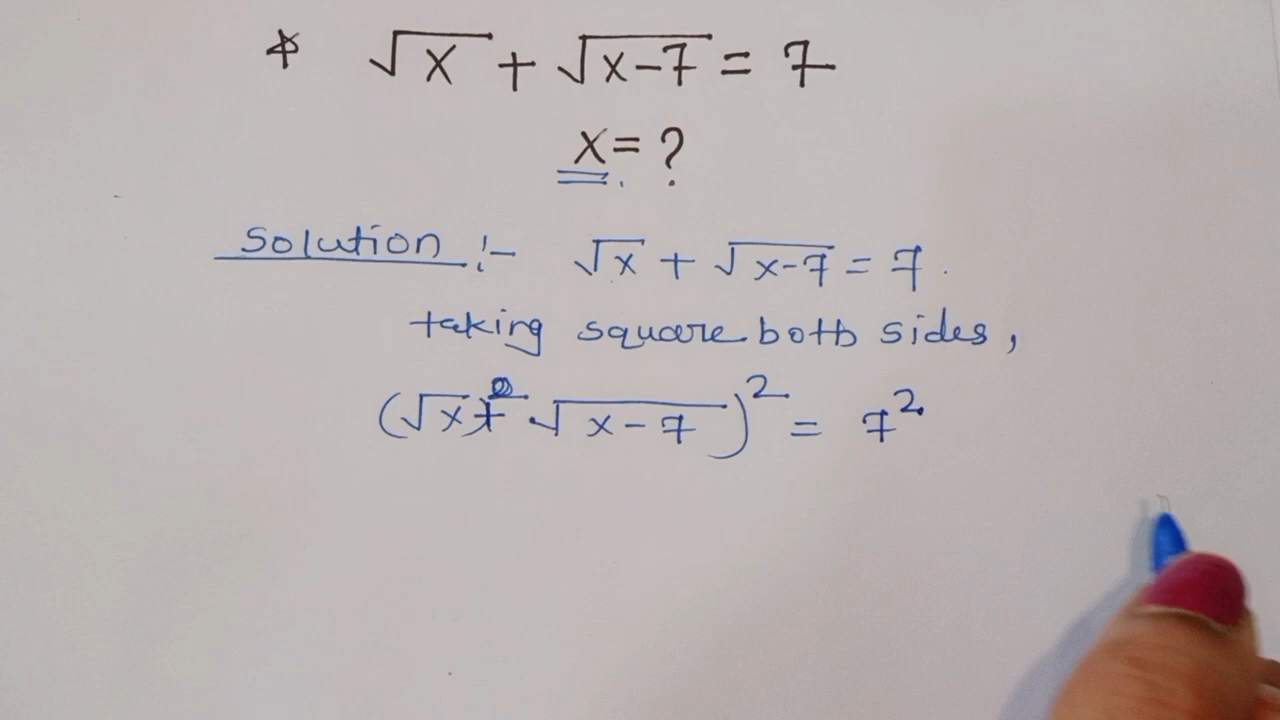 * √x + √x-7 = 7
x = ?
Solution :- √x + √x-7 = 7.
taking square both sides,
(√x + √x-7)² = 7²